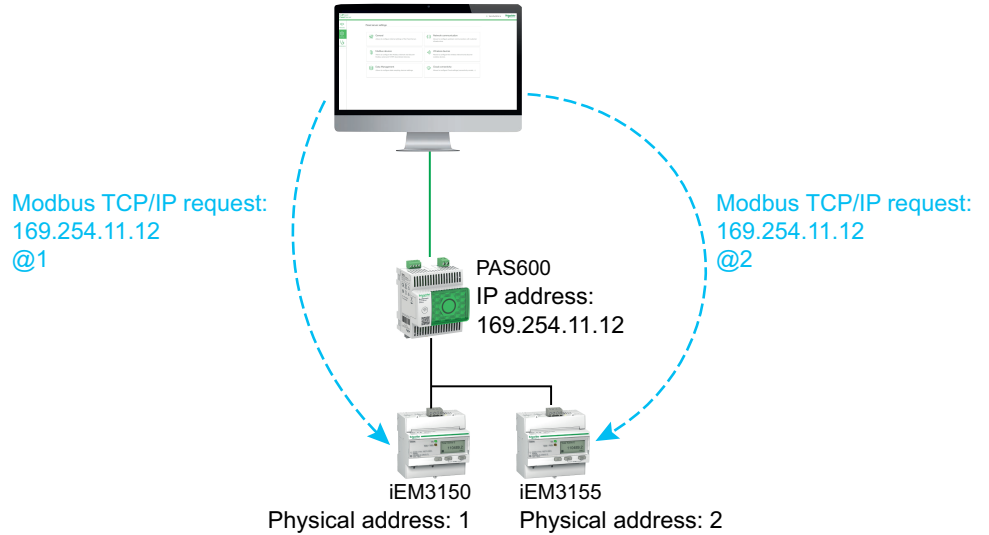 Modbus TCP/IP request:
169.254.11.12
@1
Modbus TCP/IP request:
169.254.11.12
@2
PAS600
IP address:
169.254.11.12
iEM3150
Physical address: 1
iEM3155
Physical address: 2